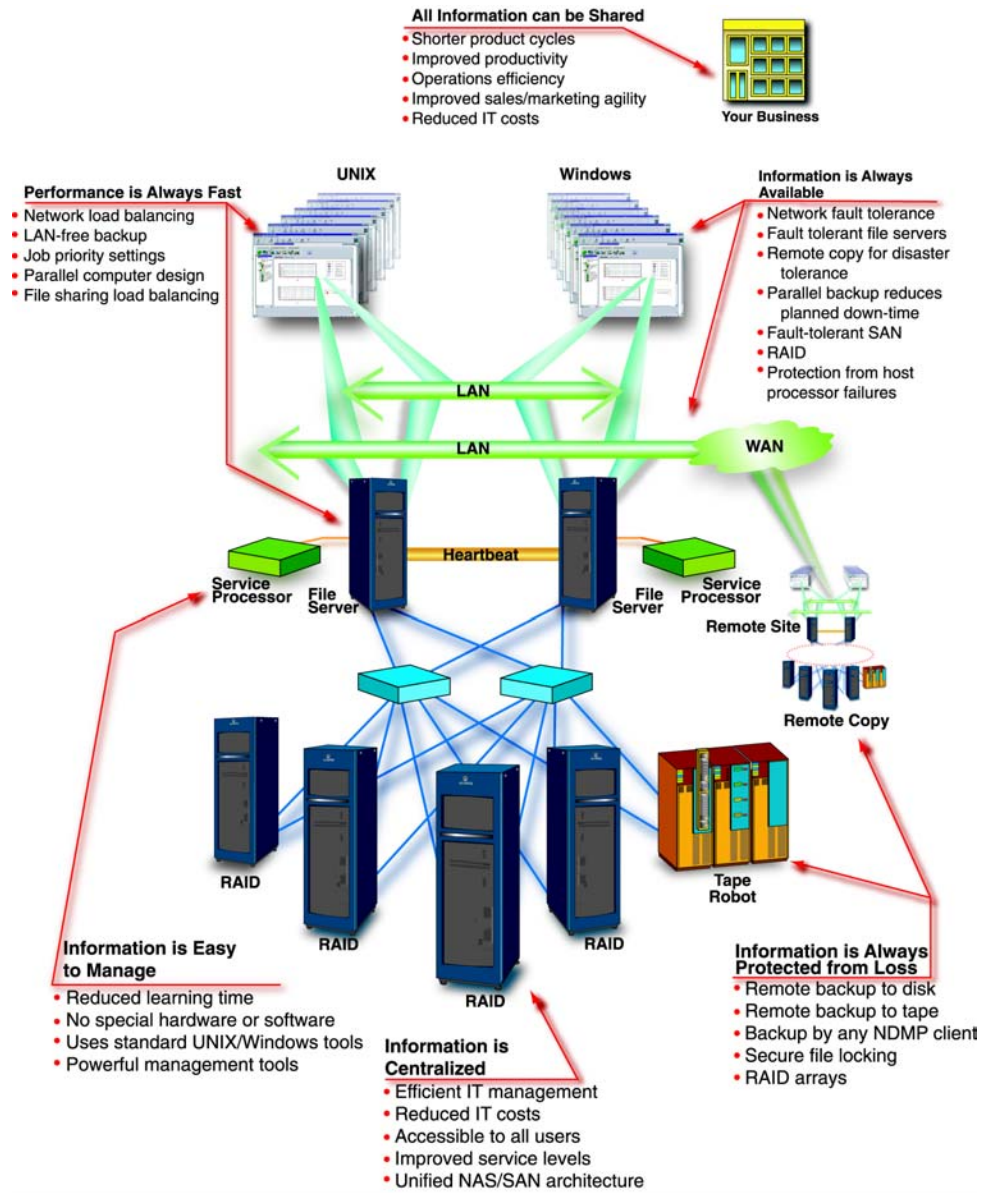 All Information can be Shared
• Shorter product cycles
• Improved productivity
• Operations efficiency
• Improved sales/marketing agility
• Reduced IT costs
Your Business
UNIX
Windows
Performance is Always Fast
• Network load balancing
• LAN-free backup
• Job priority settings
• Parallel computer design
• File sharing load balancing
Information is Always
Available
• Network fault tolerance
• Fault tolerant file servers
• Remote copy for disaster
tolerance
• Parallel backup reduces
planned down-time
• Fault-tolerant SAN
• RAID
• Protection from host
processor failures
LAN
LAN
WAN
Heartbeat
Service
Processor
File
Server
File
Server
Service
Processor
Remote Site
Remote Copy
RAID
RAID
RAID
RAID
Tape
Robot
Information is Easy
to Manage
• Reduced learning time
• No special hardware or software
• Uses standard UNIX/Windows tools
• Powerful management tools
Information is
Centralized
• Efficient IT management
• Reduced IT costs
• Accessible to all users
• Improved service levels
• Unified NAS/SAN architecture
Information is Always
Protected from Loss
• Remote backup to disk
• Remote backup to tape
• Backup by any NDMP client
• Secure file locking
• RAID arrays